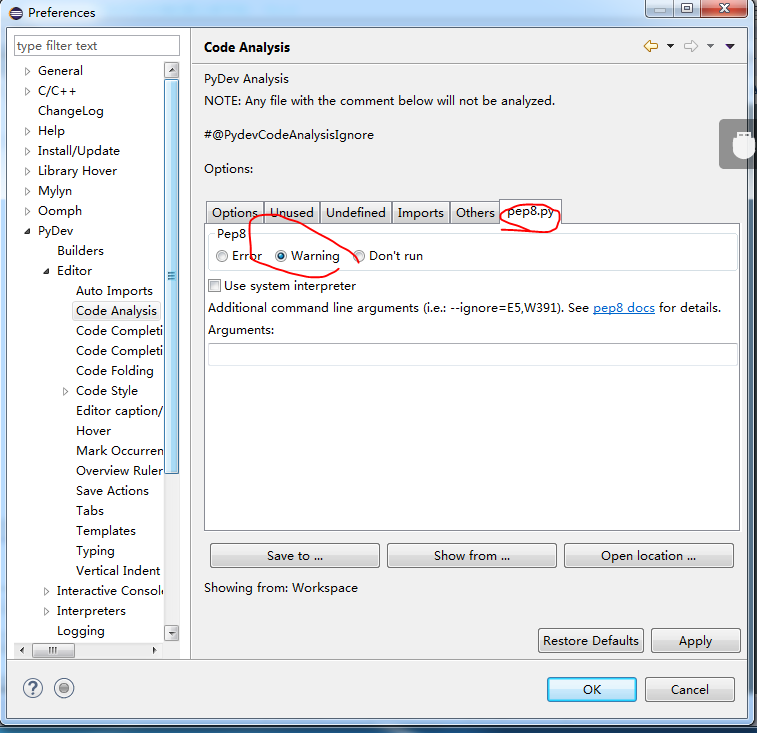 Preferences
type filter text
General
C/C++
ChangeLog
Help
Install/Update
Library Hover
Mylyn
Oomph
PyDev
Builders
Editor
Auto Imports
Code Analysis
Code Completi
Code Completi
Code Folding
Code Style
Editor caption/
Hover
Mark Occurren
Overview Ruler
Save Actions
Tabs
Templates
Typing
Vertical Indent
Interactive Consol
Interpreters
Logging
Code Analysis
PyDev Analysis
NOTE: Any file with the comment below will not be analyzed.
#@PydevCodeAnalysisIgnore
Options:
Options Unused Undefined Imports Others pep8.py
Pep8
Error Warning Don't run
Use system interpreter
Additional command line arguments (i.e.: --ignore=E5,W391). See pep8 docs for details.
Arguments:
Save to ... Show from ... Open location ...
Showing from: Workspace
Restore Defaults Apply
OK Cancel